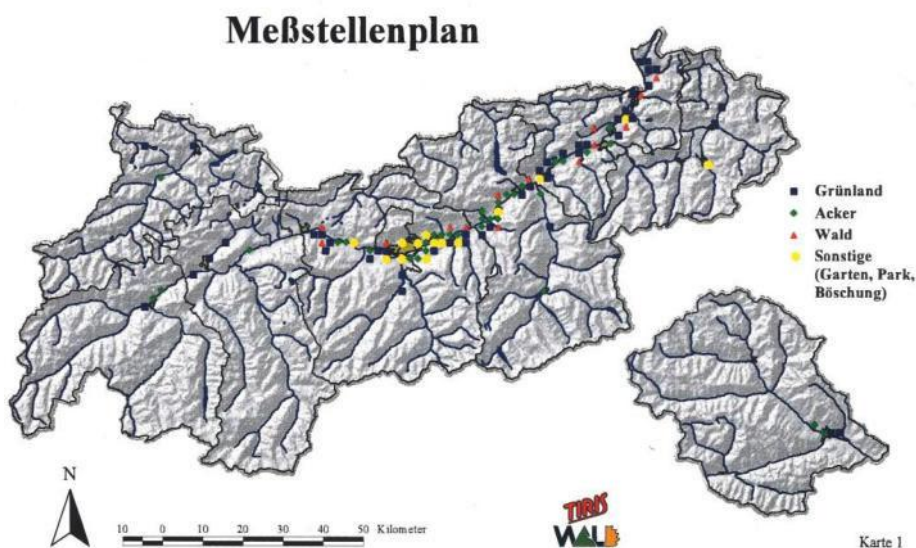 Meßstellenplan
Grünland
Acker
Wald
Sonstige
(Garten, Park,
Böschung)
N
10 0 10 20 30 40 50 Kilometer
TIRIS
WALD
Karte 1